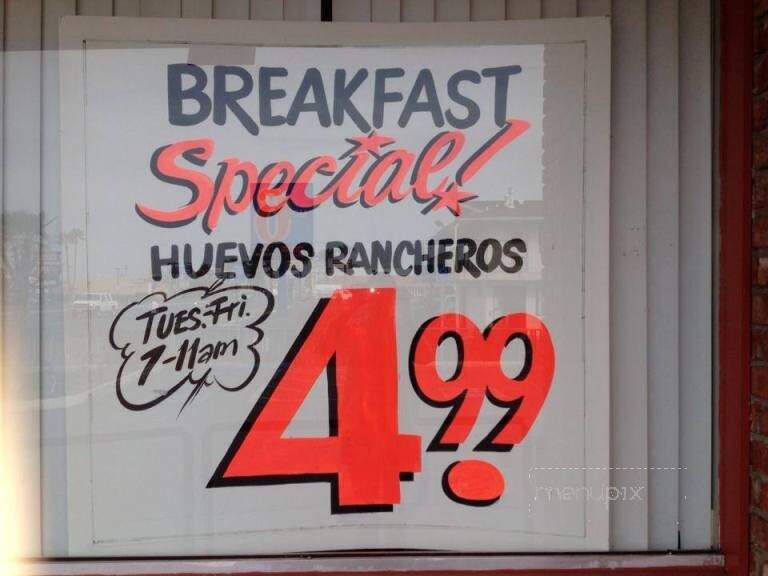 BREAKFAST
Special!
HUEVOS RANCHEROS
TUES.-Fri.
7-11am
4.99
menupix